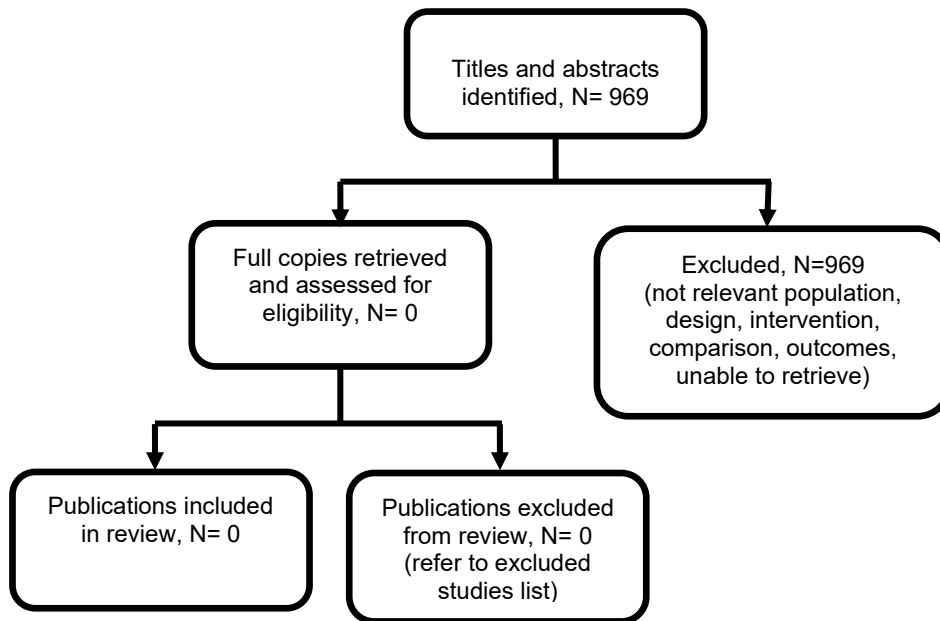 Titles and abstracts
identified, N= 969
Full copies retrieved
and assessed for
eligibility, N= 0
Excluded, N=969
(not relevant population,
design, intervention,
comparison, outcomes,
unable to retrieve)
Publications included
in review, N= 0
Publications excluded
from review, N= 0
(refer to excluded
studies list)